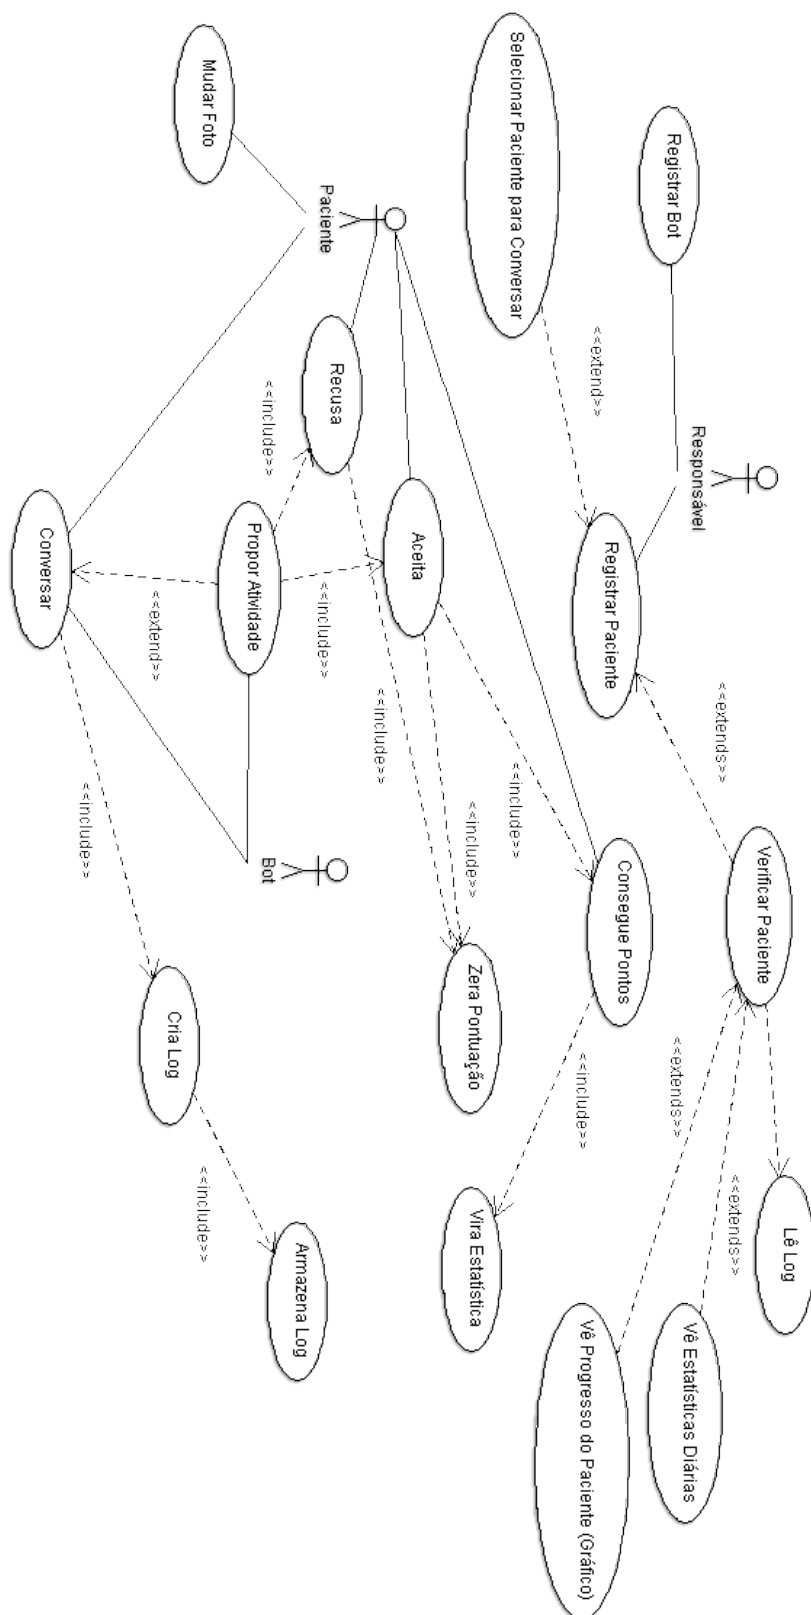 Registrar Bot
Responsável
Selecionar Paciente para Conversar
<<extend>>
Registrar Paciente
<<extends>>
Verificar Paciente
Lê Log
<<extends>>
Vê Estatísticas Diárias
<<extends>>
Vê Progresso do Paciente (Gráfico)
Mudar Foto
Paciente
Recusa
<<include>>
Aceita
<<include>>
Propor Atividade
<<include>>
<<include>>
<<include>>
Consegue Pontos
<<include>>
Zera Pontuação
Vira Estatística
<<extend>>
Conversar
Bot
<<include>>
Cria Log
<<include>>
Armazena Log